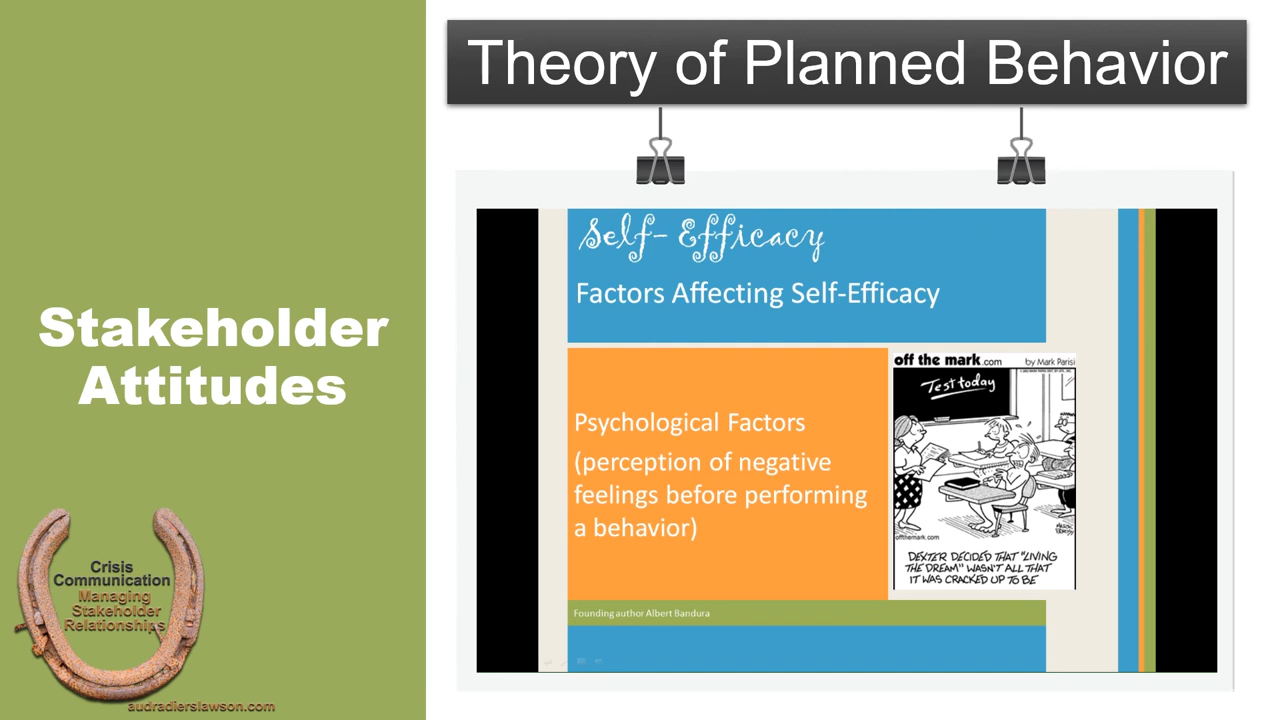 Theory of Planned Behavior
Stakeholder
Attitudes
Self- Efficacy
Factors Affecting Self-Efficacy
Psychological Factors
(perception of negative
feelings before performing
a behavior)
off the mark.com by Mark Parisi
Test today
offthemark.com
DEXTER DECIDED THAT "LIVING
THE DREAM" WASN'T ALL THAT
IT WAS CRACKED UP TO BE
Founding author Albert Bandura
Crisis
Communication
Managing
Stakeholder
Relationships
audradierslawson.com